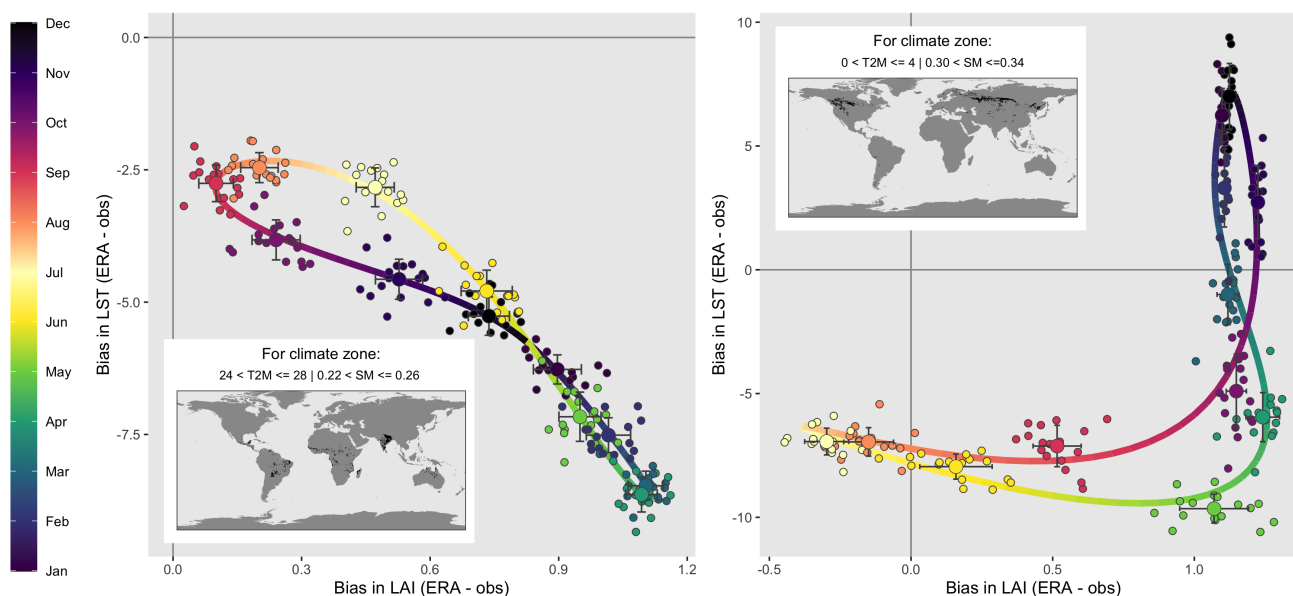 Dec
Nov
Oct
Sep
Aug
Jul
Jun
May
Apr
Mar
Feb
Jan
Bias in LST (ERA - obs)
0.0
-2.5
-5.0
-7.5
For climate zone:
24 < T2M <= 28 | 0.22 < SM <= 0.26
0.0
0.3
0.6
0.9
1.2
Bias in LAI (ERA - obs)
Bias in LST (ERA - obs)
10
5
0
-5
-10
For climate zone:
0 < T2M <= 4 | 0.30 < SM <=0.34
-0.5
0.0
0.5
1.0
Bias in LAI (ERA - obs)